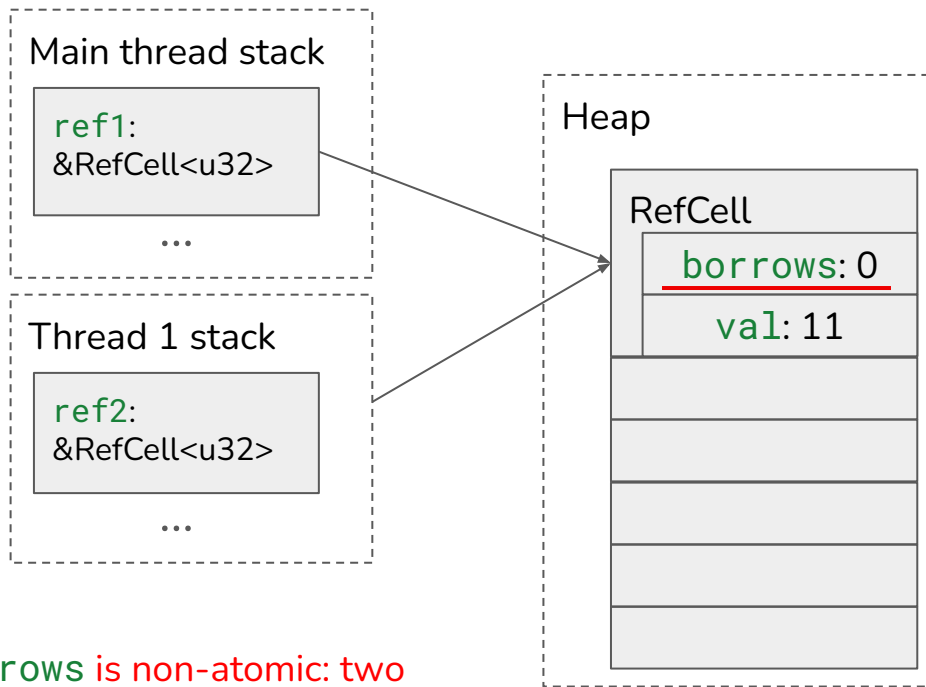 Main thread stack
ref1:
&RefCell<u32>
...
Thread 1 stack
ref2:
&RefCell<u32>
...
Heap
RefCell
borrows: 0
val: 11
rows is non-atomic: two